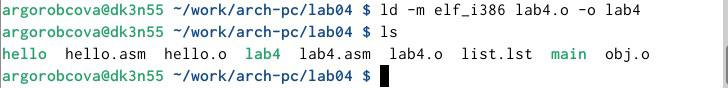 argorobcova@dk3n55 ~/work/arch-pc/lab04 $ ld -m elf_i386 lab4.o -o lab4
argorobcova@dk3n55 ~/work/arch-pc/lab04 $ ls
hello  hello.asm  hello.o  lab4  lab4.asm  lab4.o  list.lst  main  obj.o
argorobcova@dk3n55 ~/work/arch-pc/lab04 $